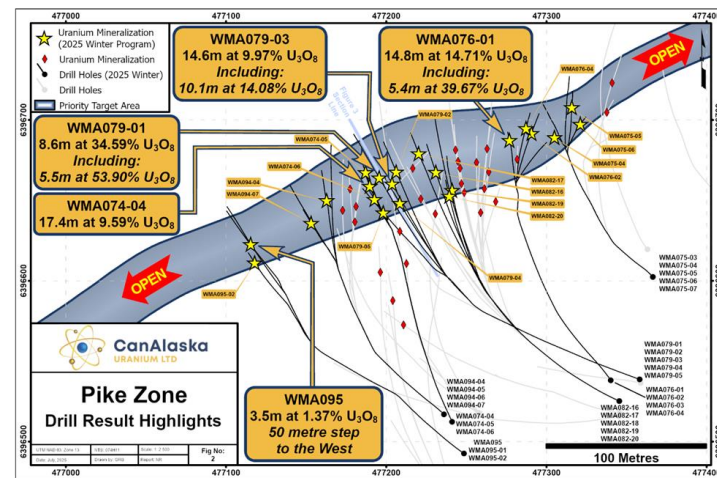 477000
477100
477200
477300
477400
Uranium Mineralization
(2025 Winter Program)
Uranium Mineralization
Drill Holes (2025 Winter)
Drill Holes
Priority Target Area
WMA079-03
14.6m at 9.97% U₃O₈
Including:
10.1m at 14.08% U₃O₈
WMA076-01
14.8m at 14.71% U₃O₈
Including:
5.4m at 39.67% U₃O₈
WMA079-01
8.6m at 34.59% U₃O₈
Including:
5.5m at 53.90% U₃O₈
WMA074-04
17.4m at 9.59% U₃O₈
WMA095
3.5m at 1.37% U₃O₈
50 metre step
to the West
OPEN
OPEN
Figure 3
Section
WMA076-04
WMA079-02
WMA074-05
WMA074-06
WMA094-04
WMA094-07
WMA075-05
WMA075-04
WMA076-02
WMA082-17
WMA082-19
WMA082-20
WMA079-04
WMA095-02
6396700
6396600
6396500
WMA075-03
WMA075-04
WMA075-05
WMA075-06
WMA075-07
WMA079-01
WMA079-02
WMA079-03
WMA079-04
WMA079-05
WMA076-01
WMA076-02
WMA076-03
WMA076-04
WMA082-16
WMA082-17
WMA082-18
WMA082-19
WMA082-20
WMA094-04
WMA094-05
WMA094-06
WMA094-07
WMA074-04
WMA074-05
WMA074-06
WMA095
WMA095-01
WMA095-02
CanAlaska
URANIUM LTD
Pike Zone
Drill Result Highlights
Fig No:
2
100 Metres
477000
477100
477200
477300
477400